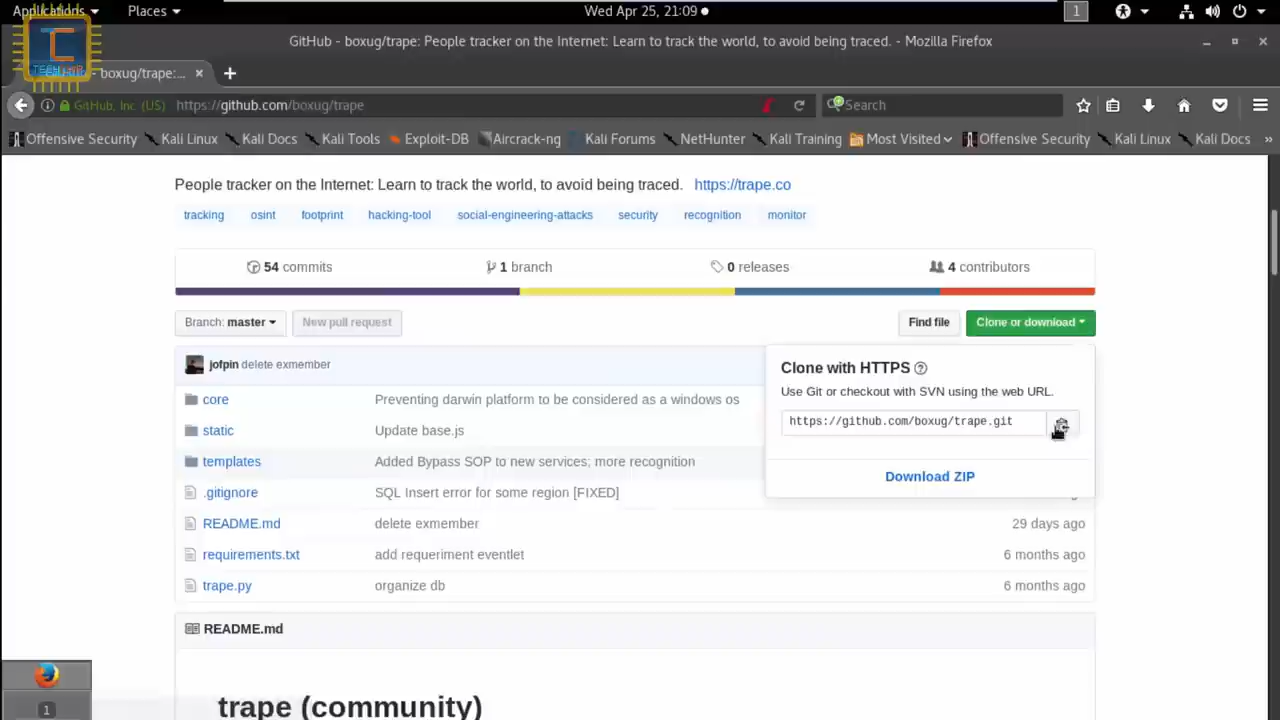 Applications Places Wed Apr 25, 21:09 1
GitHub - boxug/trape: People tracker on the Internet: Learn to track the world, to avoid being traced. - Mozilla Firefox
- boxug/trape:...
GitHub, Inc. (US) https://github.com/boxug/trape Search
Offensive Security Kali Linux Kali Docs Kali Tools Exploit-DB Aircrack-ng Kali Forums NetHunter Kali Training Most Visited Offensive Security Kali Linux Kali Docs »
People tracker on the Internet: Learn to track the world, to avoid being traced. https://trape.co
tracking osint footprint hacking-tool social-engineering-attacks security recognition monitor
54 commits 1 branch 0 releases 4 contributors
Branch: master New pull request Find file Clone or download
jofpin delete exmember
Clone with HTTPS
Use Git or checkout with SVN using the web URL.
https://github.com/boxug/trape.git
Download ZIP
core Preventing darwin platform to be considered as a windows os
static Update base.js
templates Added Bypass SOP to new services; more recognition
.gitignore SQL Insert error for some region [FIXED]
README.md delete exmember 29 days ago
requirements.txt add requeriment eventlet 6 months ago
trape.py organize db 6 months ago
README.md
trape (community)
1